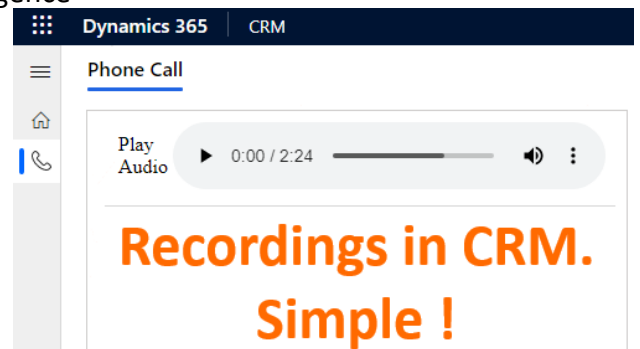 Dynamics 365 CRM
Phone Call
Play
Audio
0:00 / 2:24
Recordings in CRM.
Simple !